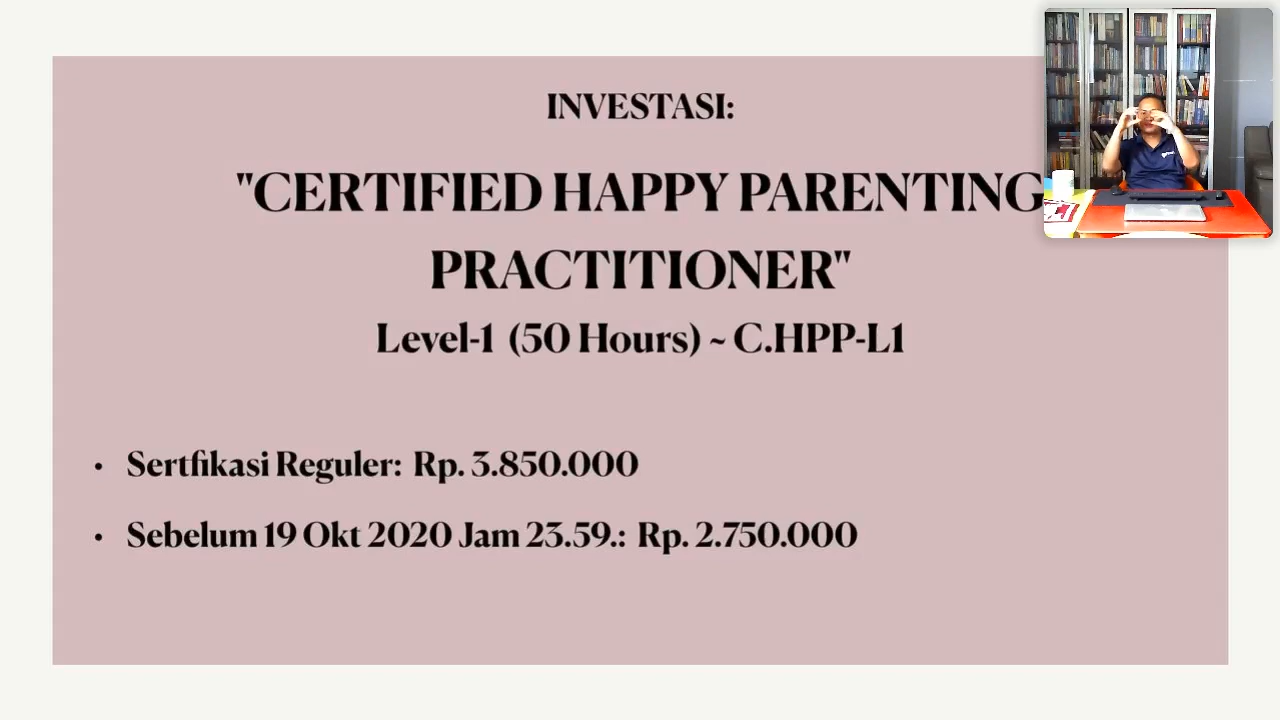 INVESTASI:
"CERTIFIED HAPPY PARENTING
PRACTITIONER"
Level-1 (50 Hours) ~ C.HPP-L1
• Sertfikasi Reguler: Rp. 3.850.000
• Sebelum 19 Okt 2020 Jam 23.59.: Rp. 2.750.000